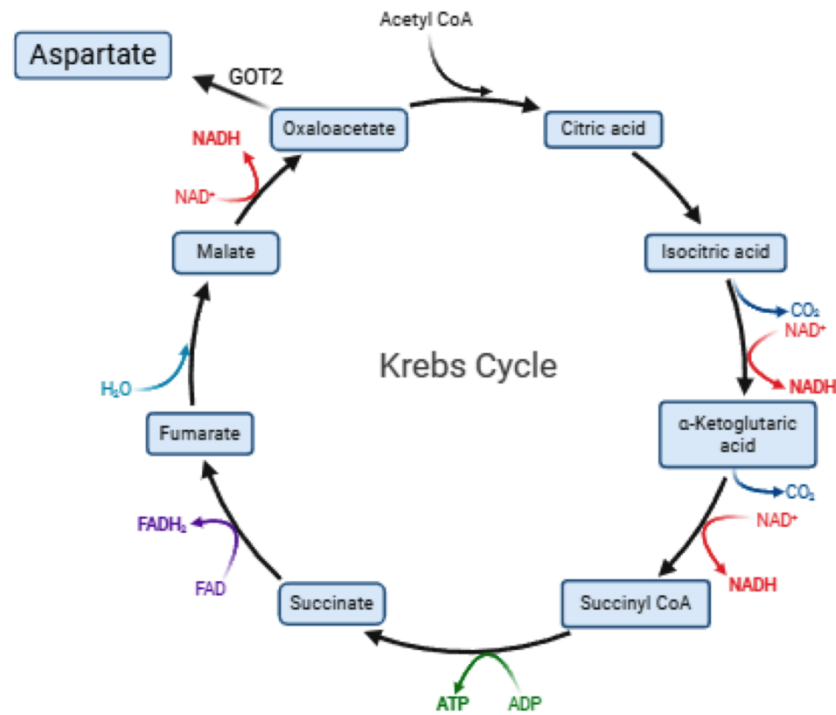 Acetyl CoA
Aspartate
GOT2
Oxaloacetate
Citric acid
NADH
NAD⁺
Malate
Isocitric acid
CO₂
NAD⁺
NADH
Krebs Cycle
H₂O
Fumarate
α-Ketoglutaric
acid
CO₂
NAD⁺
NADH
FADH₂
FAD
Succinate
Succinyl CoA
ATP
ADP